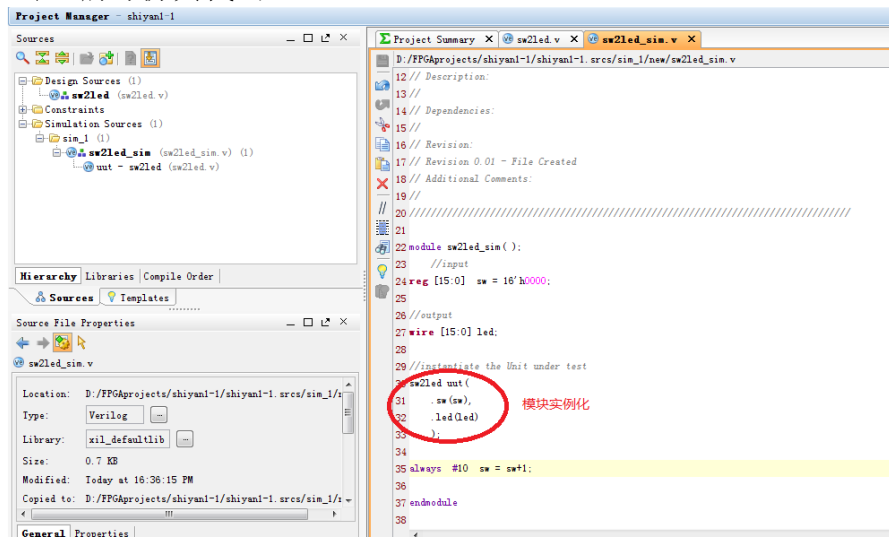 Project Manager - shiyan1-1
Sources
Design Sources (1)
sw2led (sw2led.v)
Constraints
Simulation Sources (1)
sim_1 (1)
sw2led_sim (sw2led_sim.v) (1)
uut - sw2led (sw2led.v)
Hierarchy Libraries Compile Order
Sources Templates
Source File Properties
sw2led_sim.v
Location: D:/FPGAprojects/shiyan1-1/shiyan1-1.srcs/sim_1/
Type: Verilog
Library: xil_defaultlib
Size: 0.7 KB
Modified: Today at 16:36:15 PM
Copied to: D:/FPGAprojects/shiyan1-1/shiyan1-1.srcs/sim_1/
General Properties
Project Summary sw2led.v sw2led_sim.v
D:/FPGAprojects/shiyan1-1/shiyan1-1.srcs/sim_1/new/sw2led_sim.v
12 // Description:
13 //
14 // Dependencies:
15 //
16 // Revision:
17 // Revision 0.01 - File Created
18 // Additional Comments:
19 //
20 //////////////////////////////////////////////////////////////////////////////////
21
22 module sw2led_sim( );
23 //input
24 reg [15:0] sw = 16'h0000;
25
26 //output
27 wire [15:0] led;
28
29 //instantiate the Unit under test
30 sw2led uut(
31 .sw(sw),
32 .led(led)
模块实例化
33 );
34
35 always #10 sw = sw+1;
36
37 endmodule
38